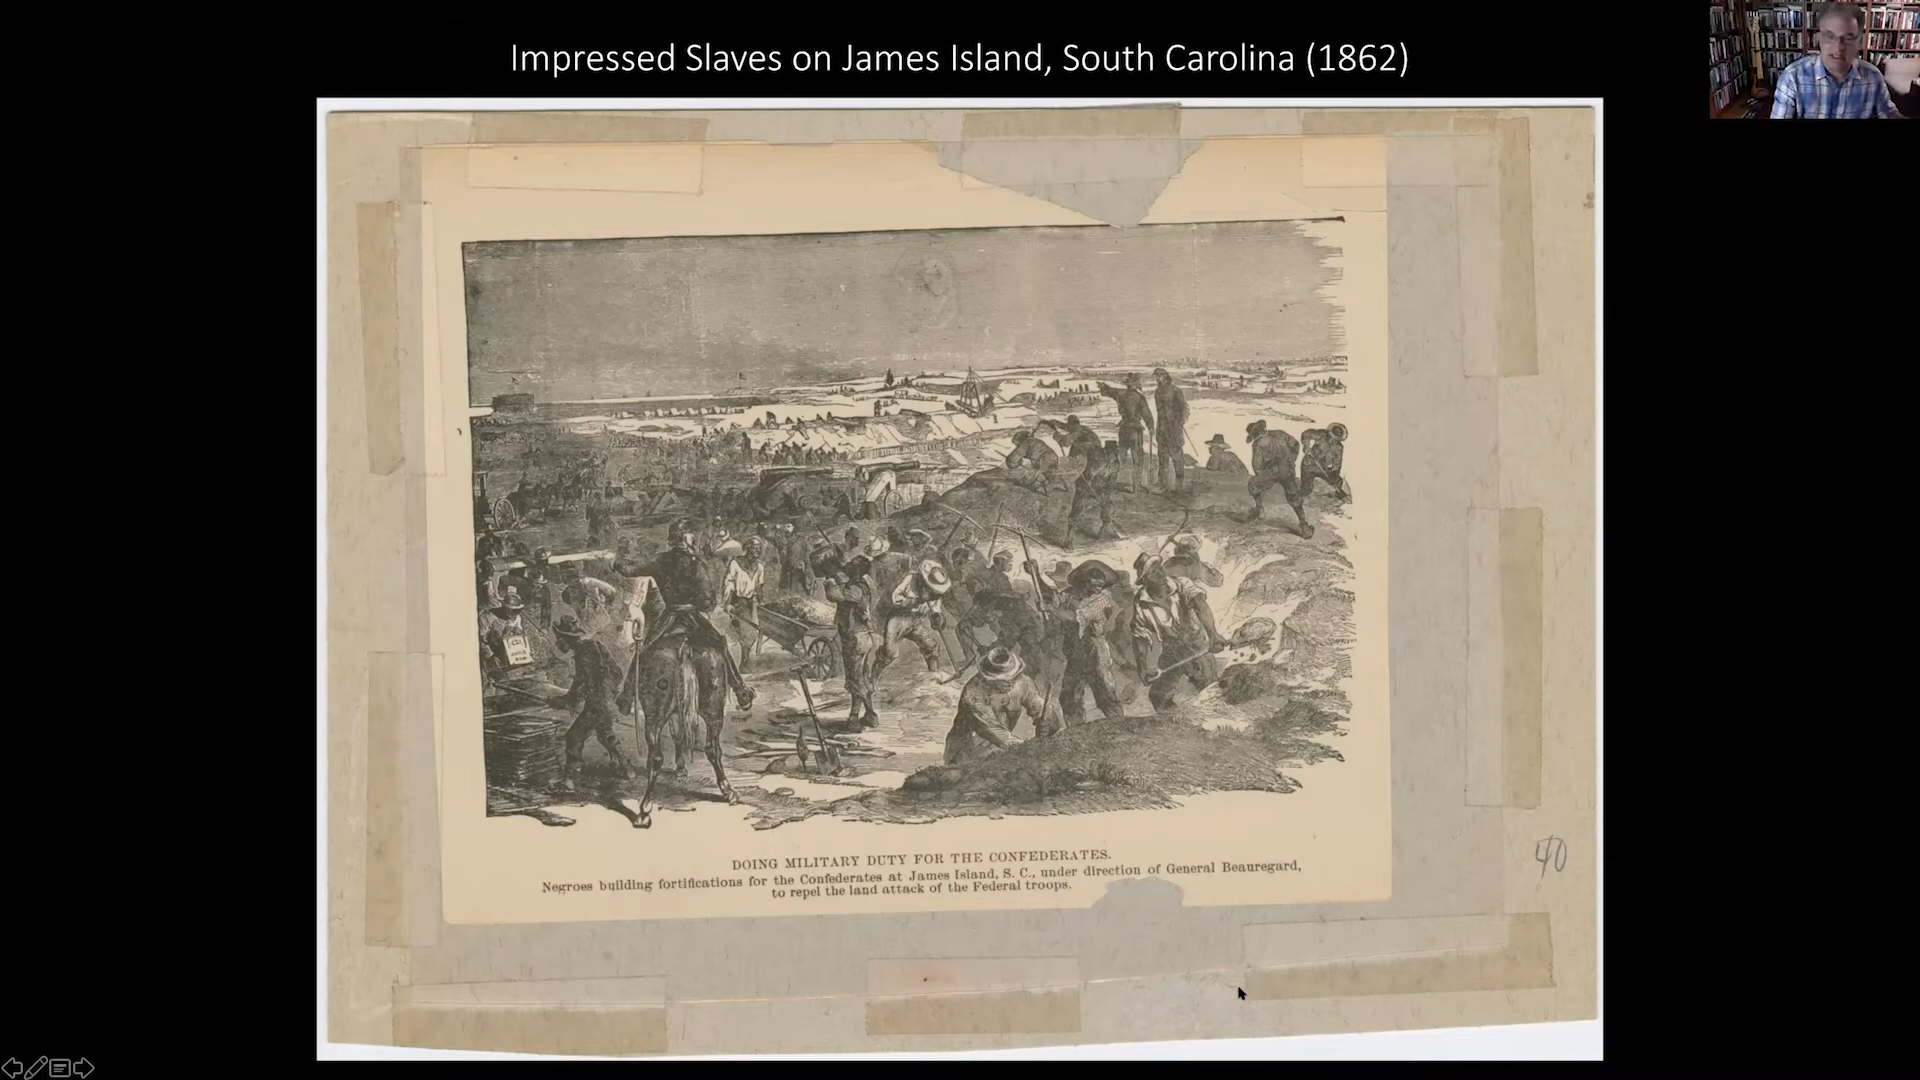 Impressed Slaves on James Island, South Carolina (1862)
DOING MILITARY DUTY FOR THE CONFEDERATES.
Negroes building fortifications for the Confederates at James Island, S. C., under direction of General Beauregard,
to repel the land attack of the Federal troops.
40